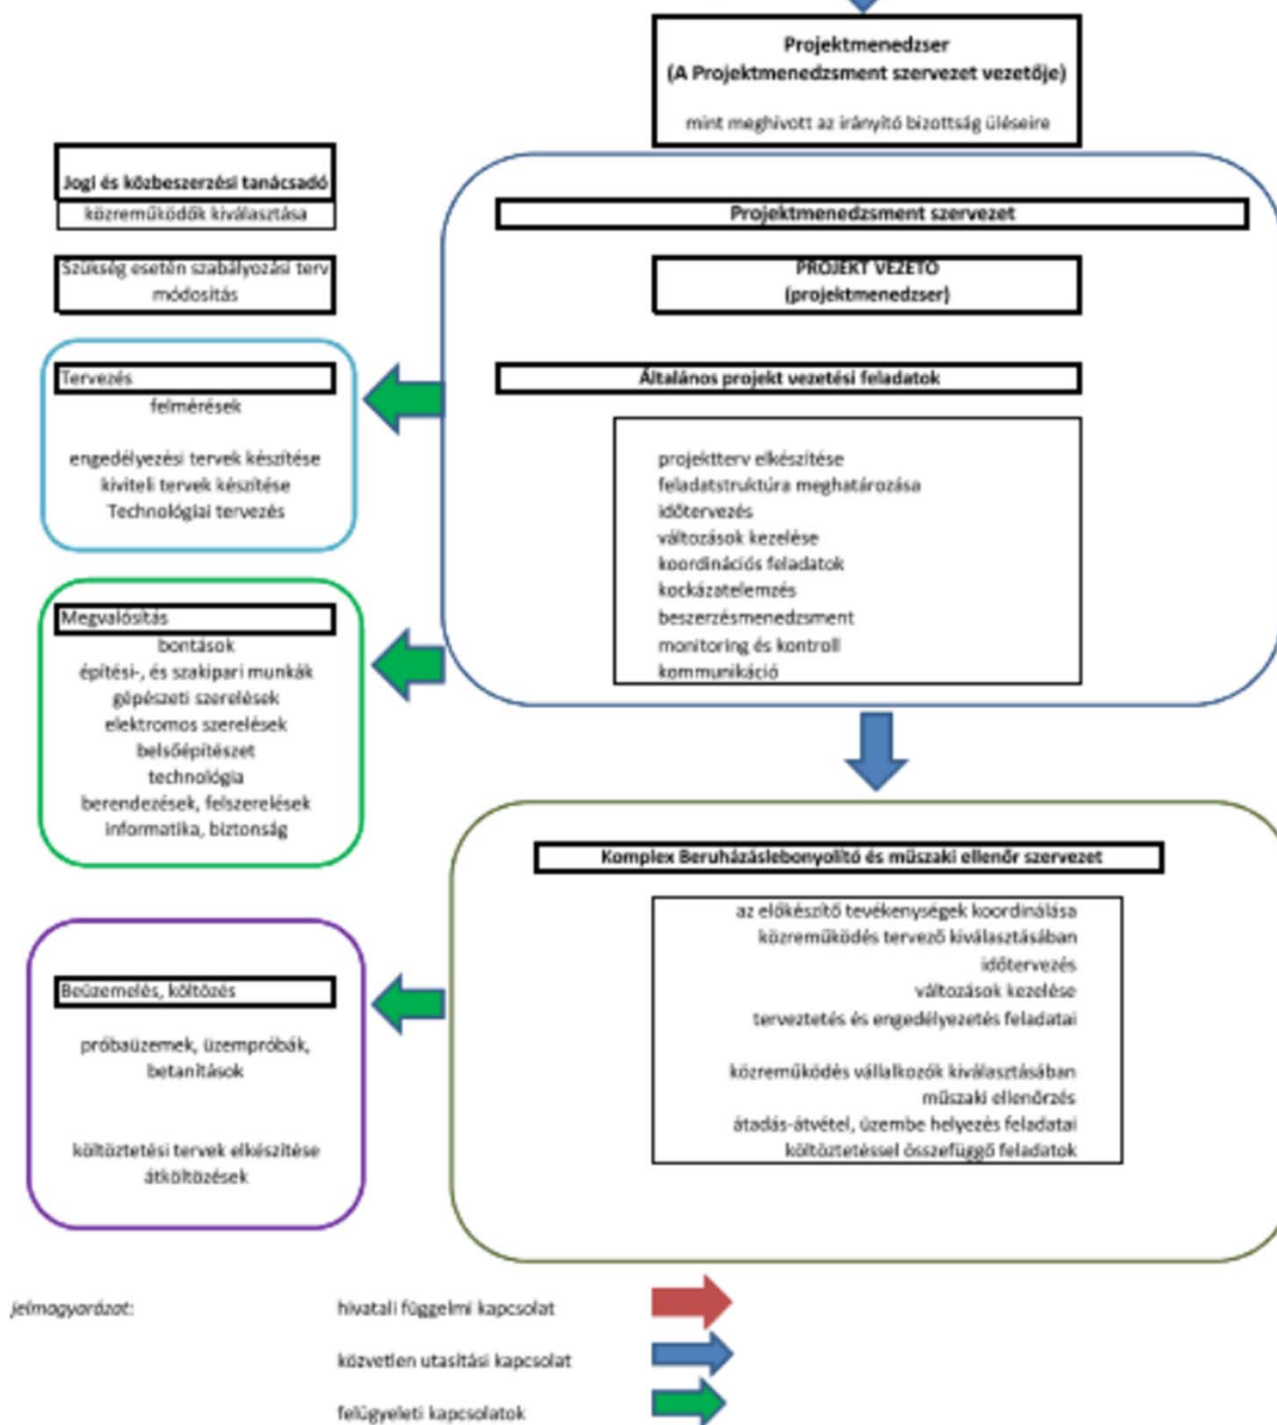 Projektmenedzser
(A Projektmenedzsment szervezet vezetője)
mint meghivott az irányító bizottság üléseire
Jogi és közbeszerzési tanácsadó
közreműködők kiválasztása
Szükség esetén szabályozási terv
módosítás
Tervezés
felmérések
engedélyezési tervek készítése
kiviteli tervek készítése
Technológiai tervezés
Megvalósítás
bontások
építési-, és szakipari munkák
gépészeti szerelések
elektromos szerelések
belsőépítészet
technológia
berendezések, felszerelések
informatika, biztonság
Beüzemelés, költözés
próbaüzemek, üzempróbák,
betanítások
költöztetési tervek elkészítése
átköltözések
Projektmenedzsment szervezet
PROJEKT VEZETŐ
(projektmenedzser)
Általános projekt vezetési feladatok
projektterv elkészítése
feladatstruktúra meghatározása
időtervezés
változások kezelése
koordinációs feladatok
kockázatelemzés
beszerzésmenedzsment
monitoring és kontroll
kommunikáció
Komplex Beruházáslebonyolító és műszaki ellenőr szervezet
az előkészítő tevékenységek koordinálása
közreműködés tervező kiválasztásában
időtervezés
változások kezelése
terveztetés és engedélyezetés feladatai
közreműködés vállalkozók kiválasztásában
műszaki ellenőrzés
átadás-átvétel, üzembe helyezés feladatai
költöztetéssel összefüggő feladatok
jelmagyarázat:
hivatali függelmi kapcsolat
közvetlen utasítási kapcsolat
felügyeleti kapcsolatok